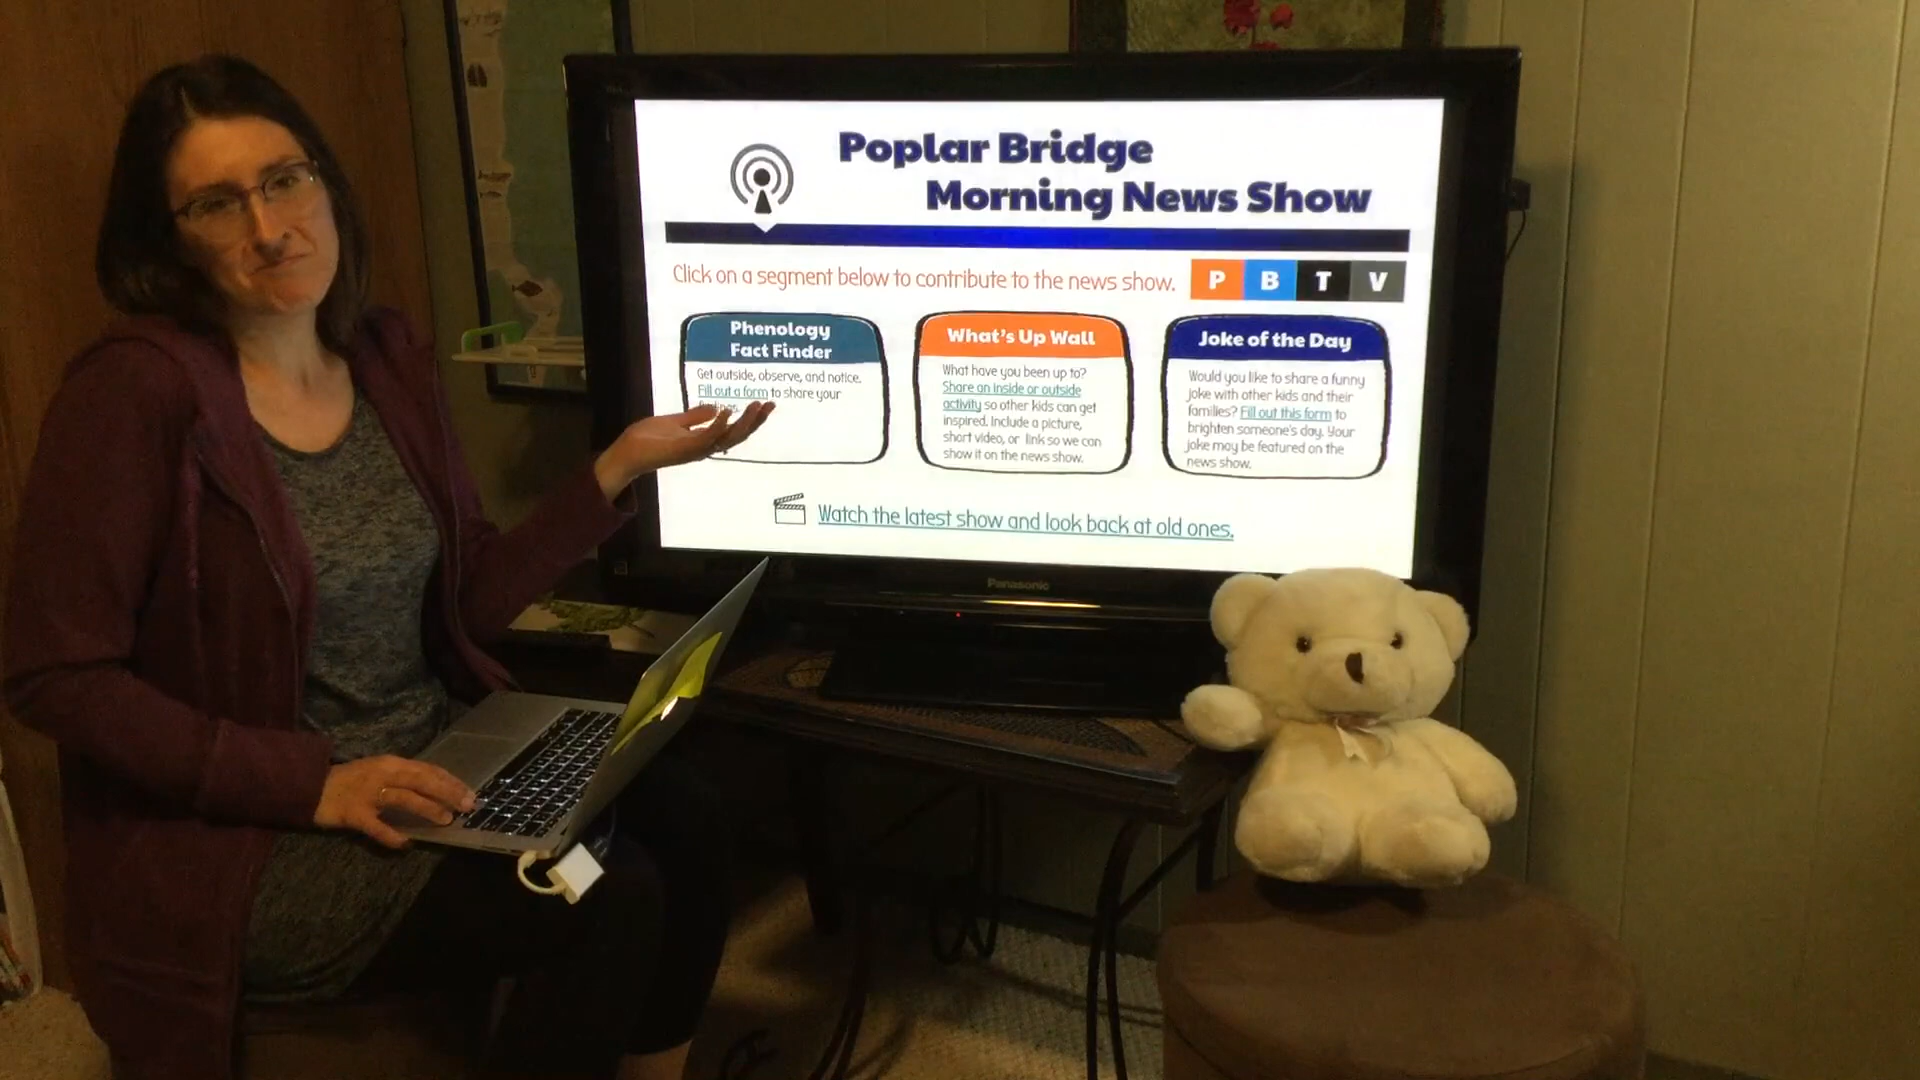 Poplar Bridge
Morning News Show
Click on a segment below to contribute to the news show.
P B T V
Phenology
Fact Finder
Get outside, observe, and notice.
Fill out a form to share your
What's Up Wall
What have you been up to?
Share an inside or outside
activity so other kids can get
inspired. Include a picture,
short video, or link so we can
show it on the news show.
Joke of the Day
Would you like to share a funny
joke with other kids and their
families? Fill out this form to
brighten someone's day. Your
joke may be featured on the
news show.
Watch the latest show and look back at old ones.
Panasonic